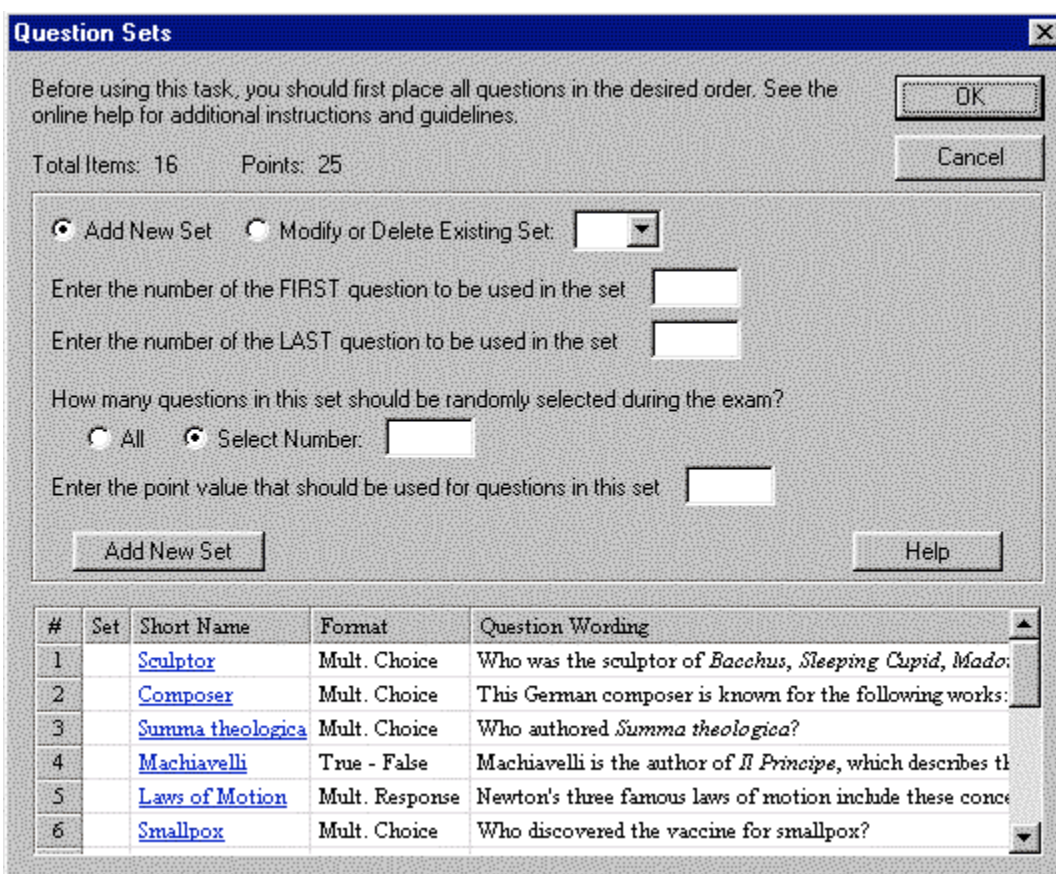 Question Sets
Before using this task, you should first place all questions in the desired order. See the
online help for additional instructions and guidelines.
OK
Cancel
Total Items: 16 Points: 25
Add New Set Modify or Delete Existing Set:
Enter the number of the FIRST question to be used in the set
Enter the number of the LAST question to be used in the set
How many questions in this set should be randomly selected during the exam?
All Select Number:
Enter the point value that should be used for questions in this set
Add New Set Help
# Set Short Name Format Question Wording
1 Sculptor Mult. Choice Who was the sculptor of Bacchus, Sleeping Cupid,
2 Composer Mult. Choice This German composer is known for the following works:
3 Summa theologica Mult. Choice Who authored Summa theologica?
4 Machiavelli True - False Machiavelli is the author of Il Principe, which describes
5 Laws of Motion Mult. Response Newton's three famous laws of motion include these
6 Smallpox Mult. Choice Who discovered the vaccine for smallpox?